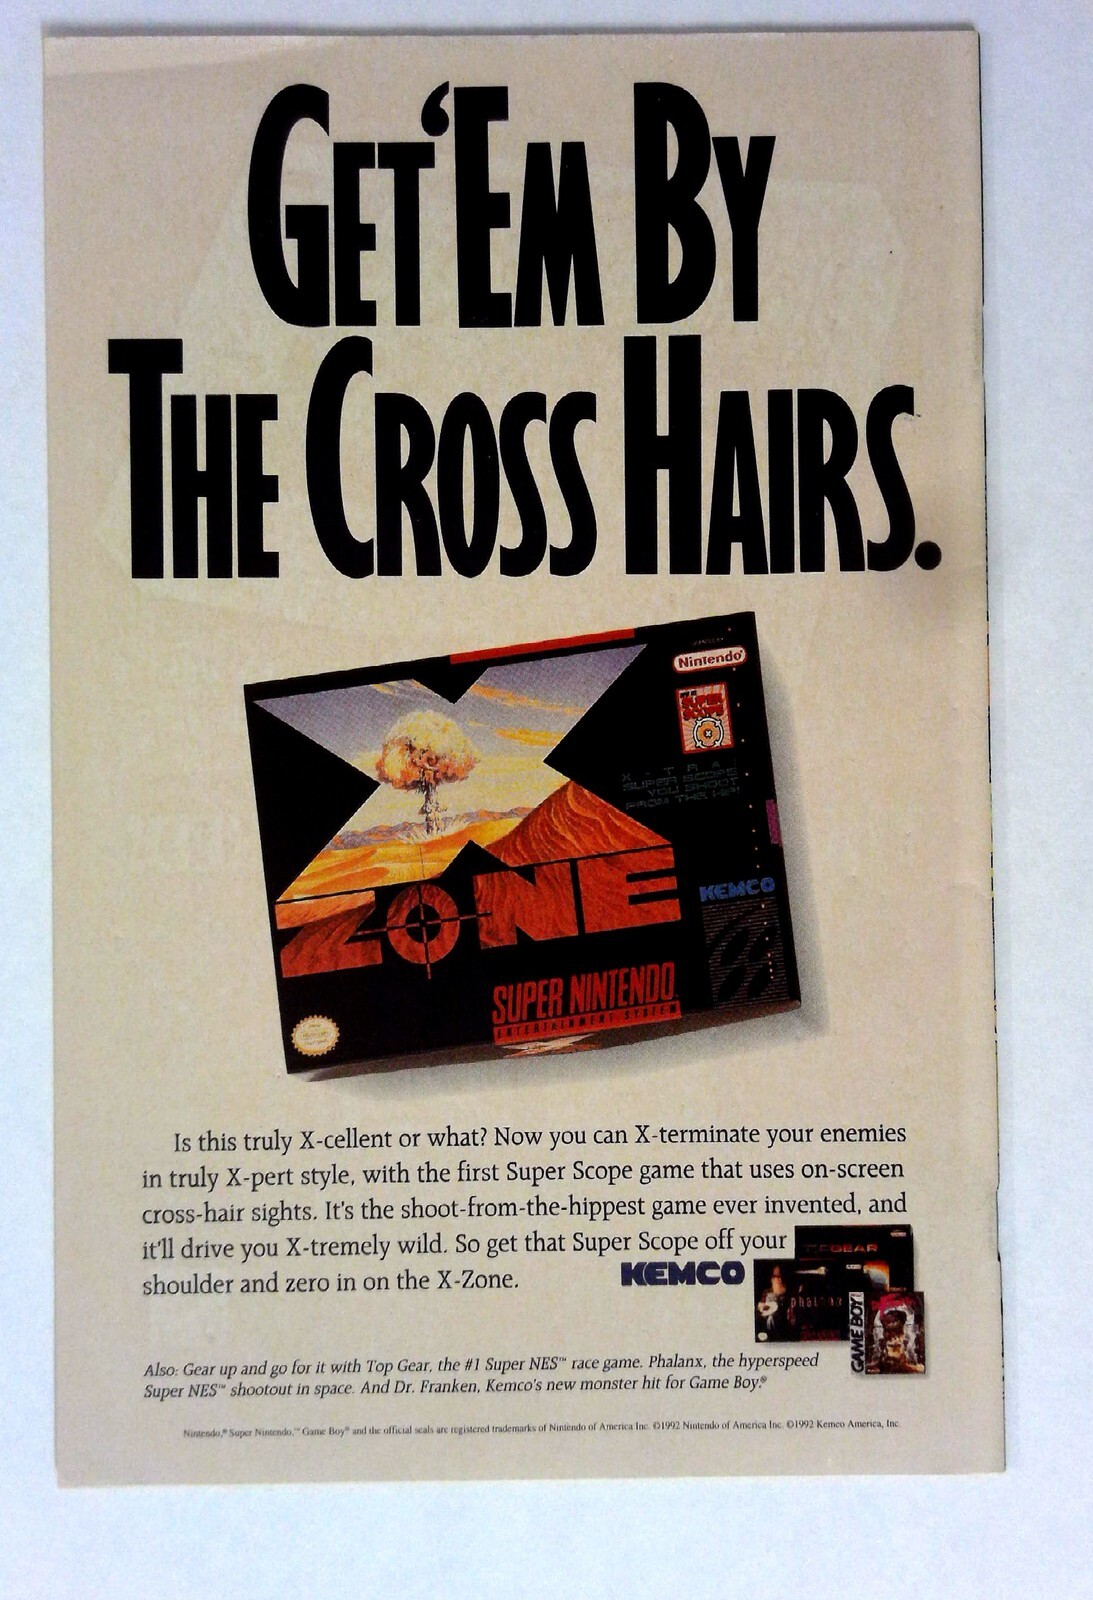 GET 'EM BY
THE CROSS HAIRS.
Nintendo
SUPER
SCOPE
X - T R A !
SUPER SCOPE
YOU SHOOT
FROM THE HIP!
X
ZONE
KEMCO
SUPER NINTENDO
ENTERTAINMENT SYSTEM
Is this truly X-cellent or what? Now you can X-terminate your enemies
in truly X-pert style, with the first Super Scope game that uses on-screen
cross-hair sights. It's the shoot-from-the-hippest game ever invented, and
it'll drive you X-tremely wild. So get that Super Scope off your
shoulder and zero in on the X-Zone.
KEMCO
GEAR
phalanx
GAME BOY
Also: Gear up and go for it with Top Gear, the #1 Super NES™ race game. Phalanx, the hyperspeed
Super NES™ shootout in space. And Dr. Franken, Kemco's new monster hit for Game Boy.®
Nintendo,® Super Nintendo,™ Game Boy® and the official seals are registered trademarks of Nintendo of America Inc. ©1992 Nintendo of America Inc. ©1992 Kemco America, Inc.